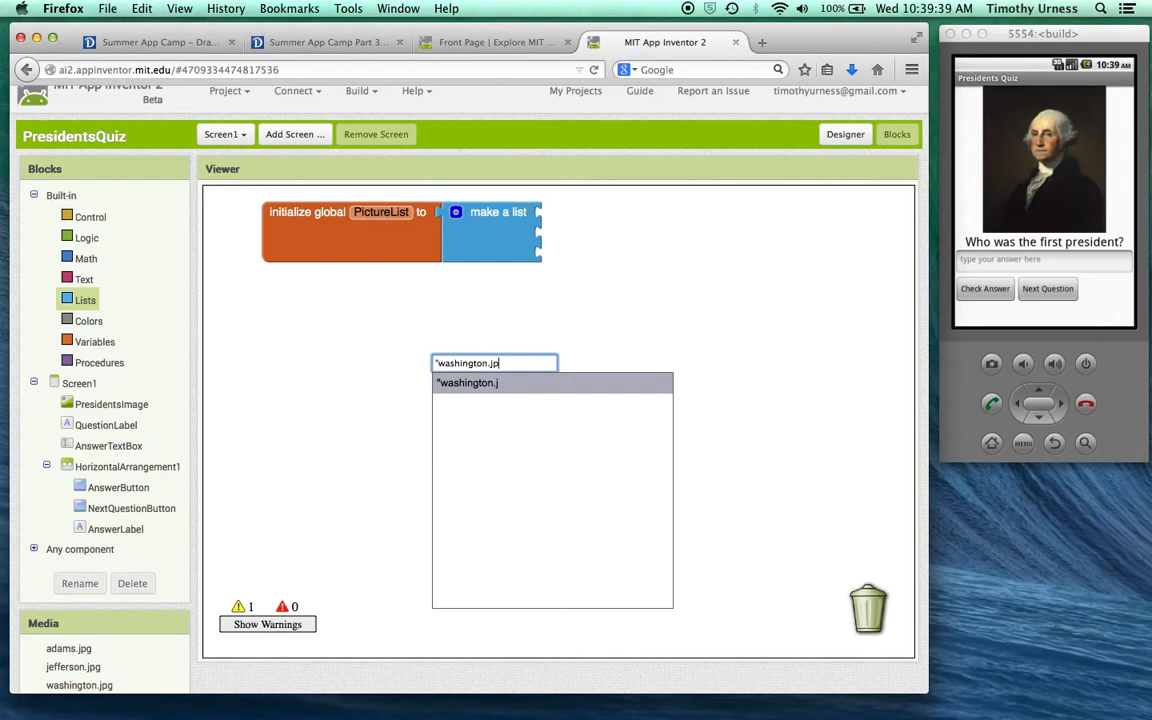 Firefox File Edit View History Bookmarks Tools Window Help
5
100%
Wed 10:39:39 AM Timothy Urness
Summer App Camp – Dra...
Summer App Camp Part 3...
Front Page | Explore MIT ...
MIT App Inventor 2
ai2.appinventor.mit.edu/#4709334474817536
Google
MIT App Inventor 2
Beta
Project
Connect
Build
Help
My Projects
Guide
Report an Issue
timothyurness@gmail.com
PresidentsQuiz
Screen1
Add Screen ...
Remove Screen
Designer
Blocks
Blocks
Built-in
Control
Logic
Math
Text
Lists
Colors
Variables
Procedures
Screen1
PresidentsImage
A QuestionLabel
AnswerTextBox
HorizontalArrangement1
AnswerButton
NextQuestionButton
A AnswerLabel
Any component
Rename
Delete
Media
adams.jpg
jefferson.jpg
washington.jpg
Viewer
initialize global PictureList to make a list
"washington.jp
"washington.j
1
0
Show Warnings
5554:<build>
10:39 AM
Presidents Quiz
Who was the first president?
type your answer here
Check Answer
Next Question
MENU